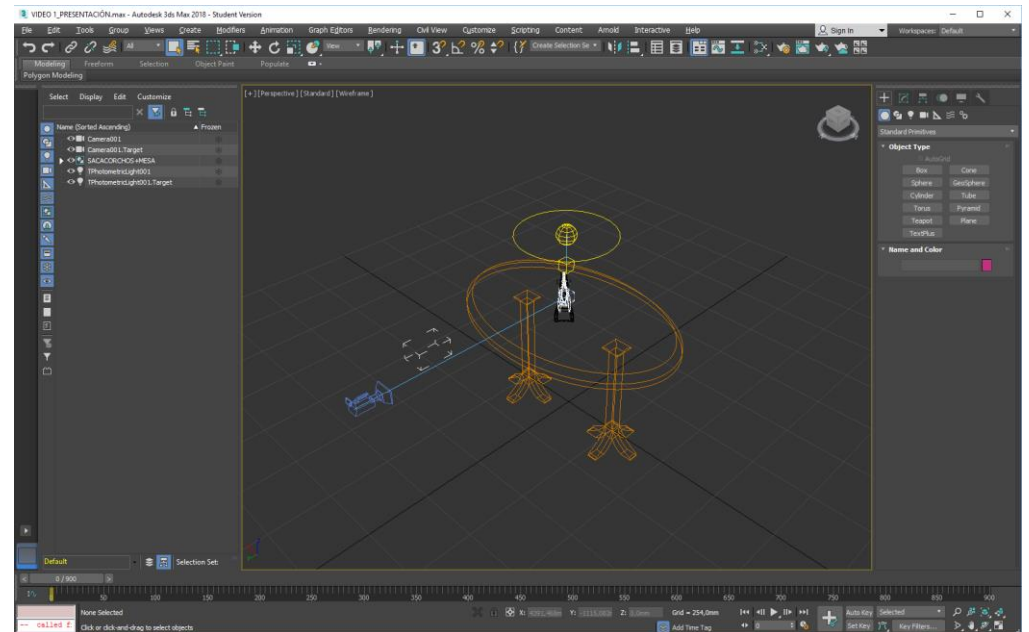 VIDEO 1_PRESENTACIÓN.max - Autodesk 3ds Max 2018 - Student Version
File Edit Tools Group Views Create Modifiers Animation Graph Editors Rendering Civil View Customize Scripting Content Arnold Interactive Help Sign In Workspaces: Default
All View Create Selection Se
Modeling Freeform Selection Object Paint Populate
Polygon Modeling
Select Display Edit Customize
[+] [Perspective] [Standard] [Wireframe]
Name (Sorted Ascending) ▲ Frozen
Camera001
Camera001.Target
SACACORCHOS+MESA
TPhotometricLight001
TPhotometricLight001.Target
Standard Primitives
Object Type
AutoGrid
Box Cone
Sphere GeoSphere
Cylinder Tube
Torus Pyramid
Teapot Plane
TextPlus
Name and Color
Default Selection Set:
0 / 900
50 100 150 200 250 300 350 400 450 500 550 600 650 700 750 800 850 900
None Selected X: Y: Z: 0,0mm Grid = 254,0mm Auto Key Selected
-- called f Click or click-and-drag to select objects Add Time Tag Set Key Key Filters...